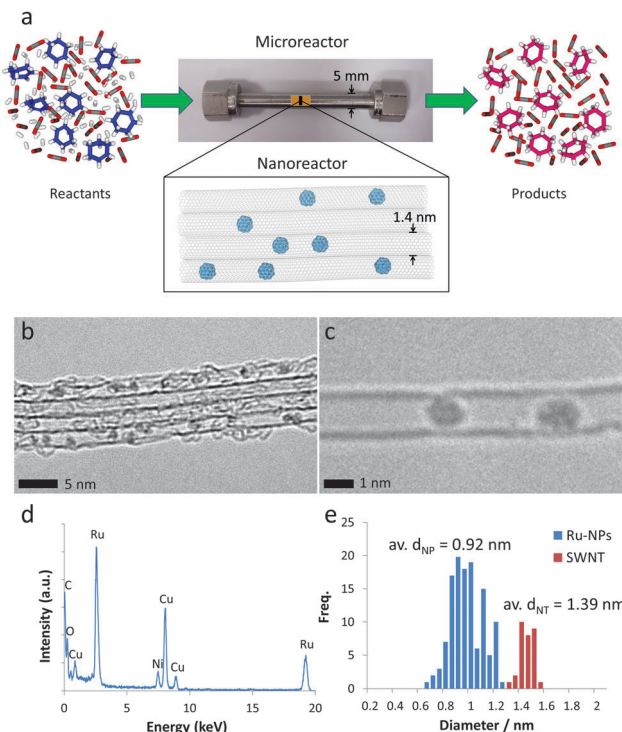 a
Microreactor
5 mm
Reactants
Products
Nanoreactor
1.4 nm
b
5 nm
c
1 nm
d
Intensity (a.u.)
C
O
Cu
Ru
Ni
Cu
Cu
Ru
0
5
10
15
20
Energy (keV)
e
Freq.
25
20
15
10
5
0
av. dNP = 0.92 nm
av. dNT = 1.39 nm
Ru-NPs
SWNT
0.2 0.4 0.6 0.8 1 1.2 1.4 1.6 1.8 2
Diameter / nm